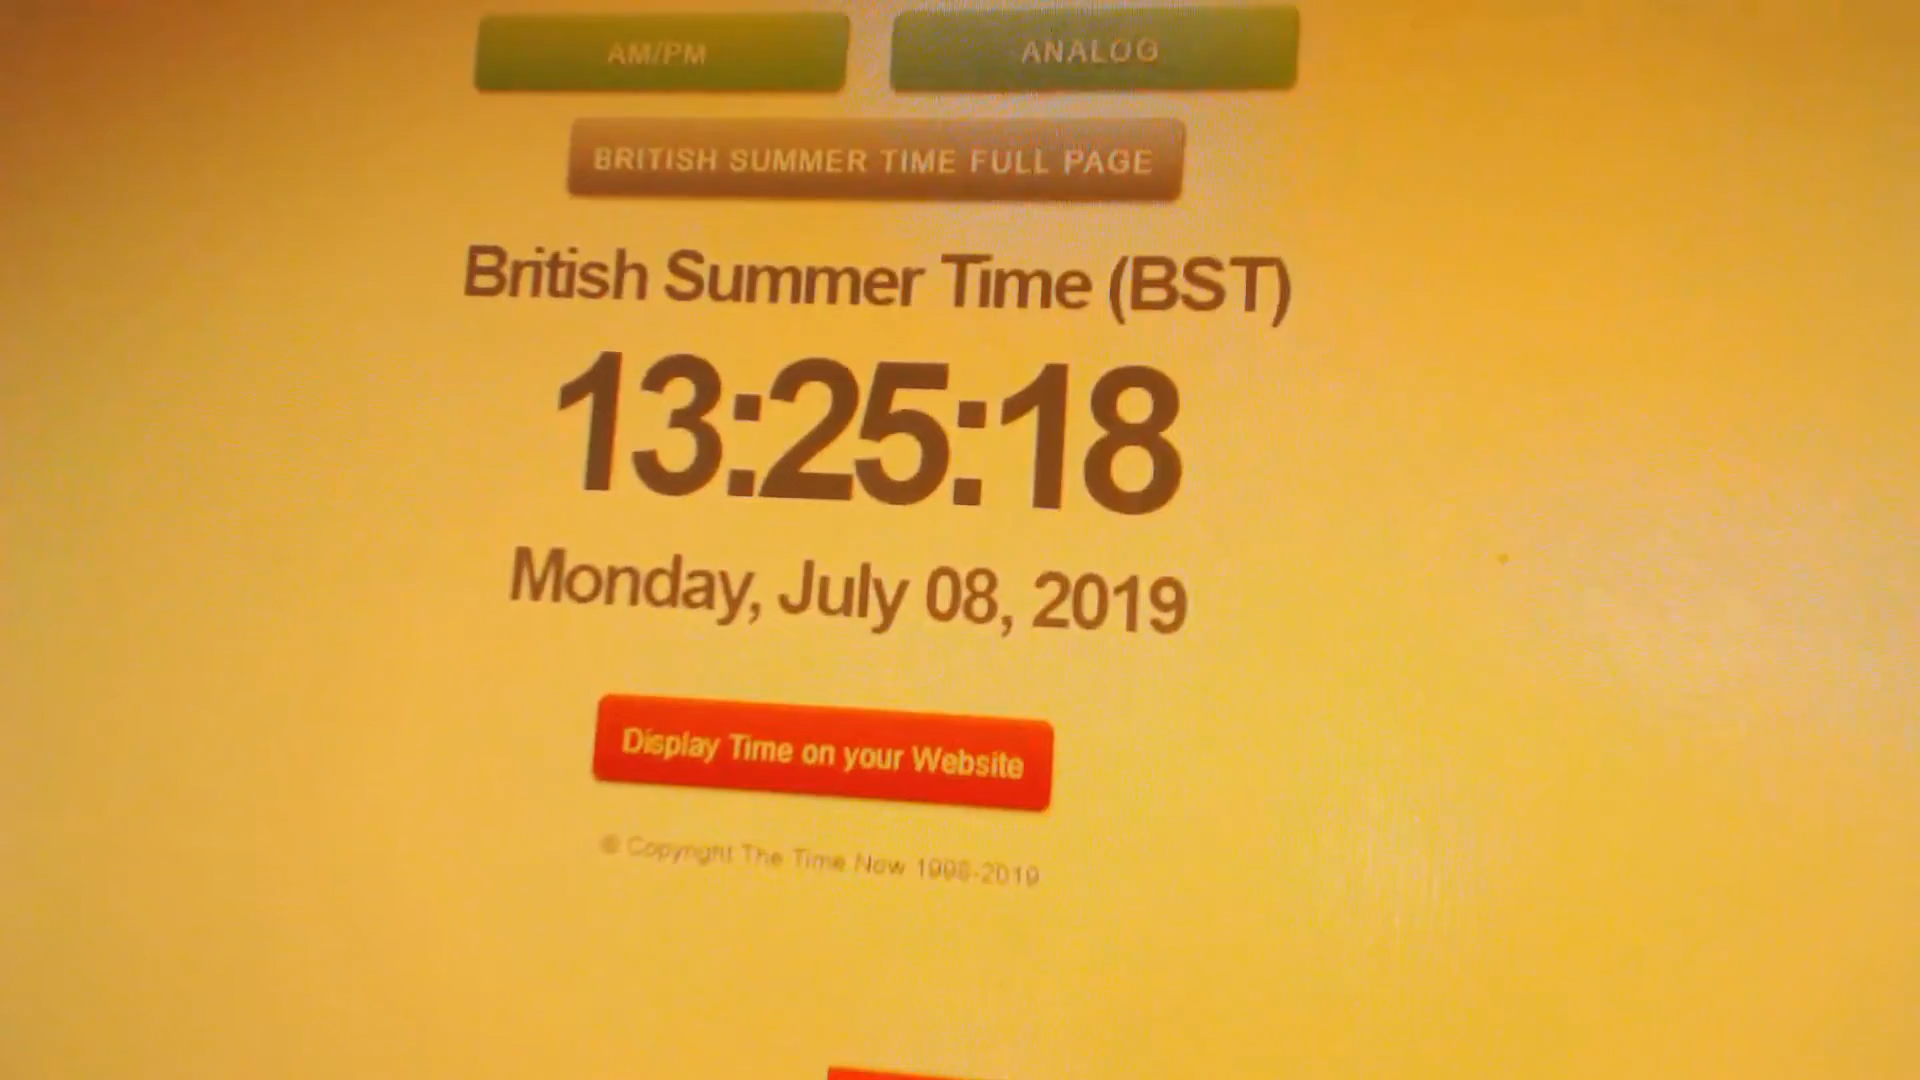 AM/PM ANALOG
BRITISH SUMMER TIME FULL PAGE
British Summer Time (BST)
13:25:18
Monday, July 08, 2019
Display Time on your Website
© Copyright The Time Now 1998-2019